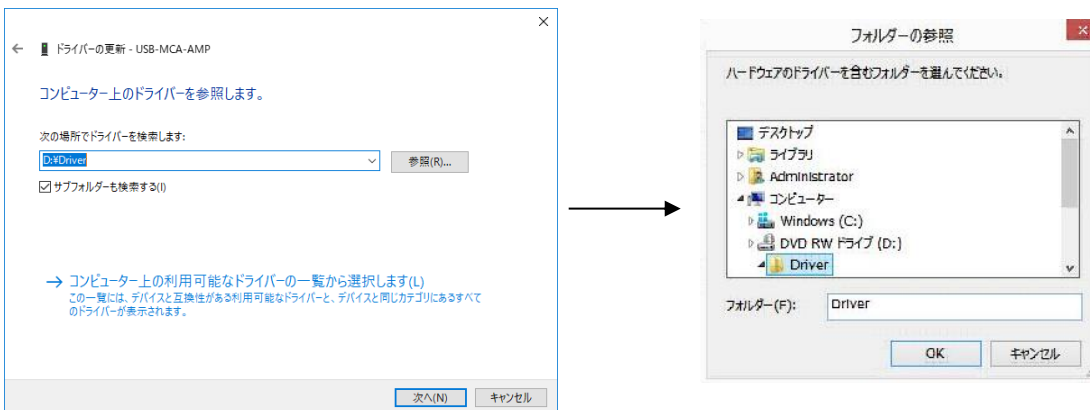 ドライバーの更新 - USB-MCA-AMP
コンピューター上のドライバーを参照します。
次の場所でドライバーを検索します:
D:¥Driver
参照(R)...
サブフォルダーも検索する(I)
コンピューター上の利用可能なドライバーの一覧から選択します(L)
この一覧には、デバイスと互換性がある利用可能なドライバーと、デバイスと同じカテゴリにあるすべて
のドライバーが表示されます。
次へ(N)
キャンセル
フォルダーの参照
ハードウェアのドライバーを含むフォルダーを選んでください。
デスクトップ
ライブラリ
Administrator
コンピューター
Windows (C:)
DVD RW ドライブ (D:)
Driver
フォルダー(F):
Driver
OK
キャンセル